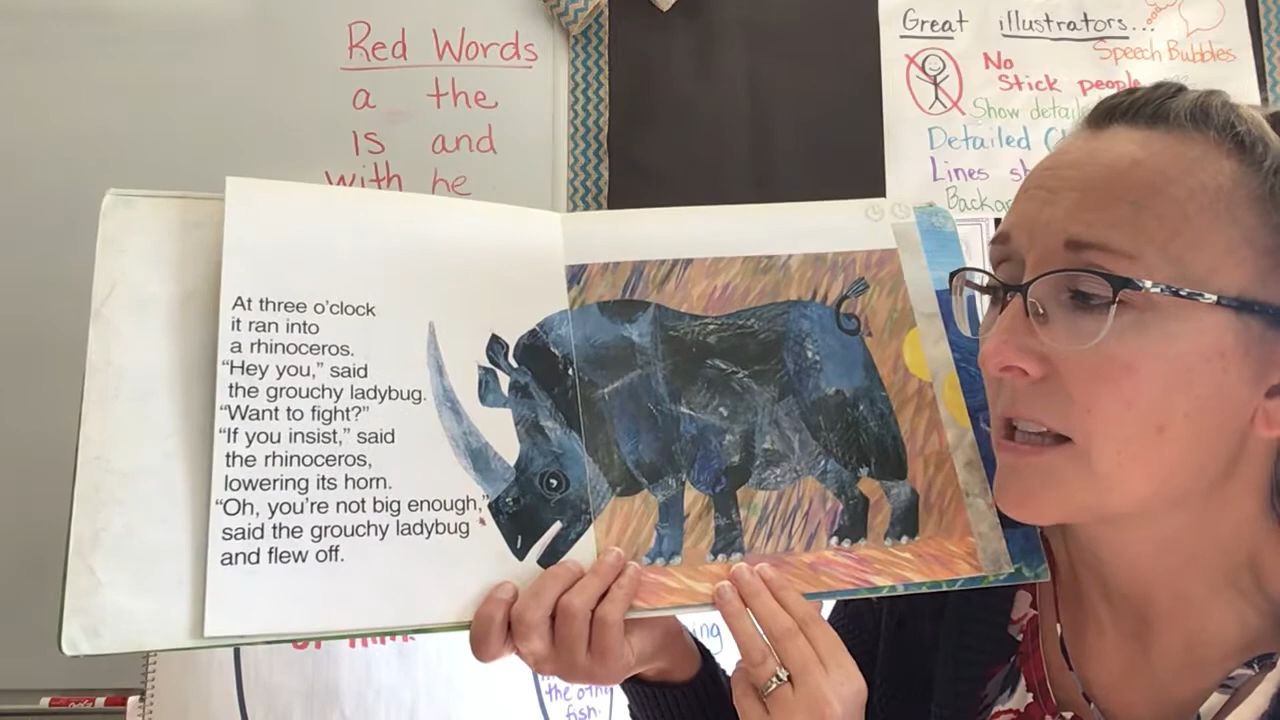 Red Words
a the
is and
with he
Great illustrators...
Speech Bubbles
No
Stick people
Show
Detailed
Lines
At three o'clock
it ran into
a rhinoceros.
“Hey you,” said
the grouchy ladybug.
“Want to fight?”
“If you insist,” said
the rhinoceros,
lowering its horn.
“Oh, you're not big enough,”
said the grouchy ladybug
and flew off.
the
fish.